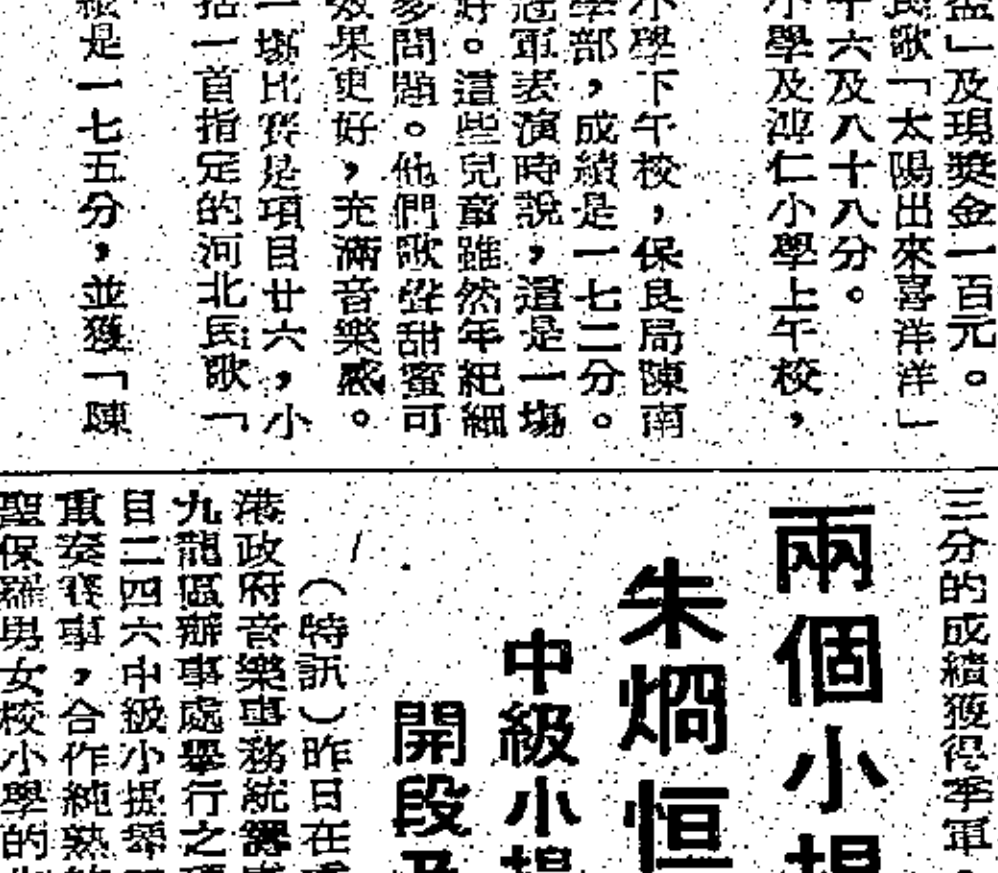 盃」及現獎金一百元。
民歌「太陽出來喜洋洋」
十六及八十八分。
小學及
仁小學上午校，
小學下午校，保良局陳南
學部，成績是一七二分。
冠軍表演時說，這是一場
好。這些兒童雖然年紀細
多問題。他們歌聲甜蜜可
效果更好，充滿音樂感。
一場比賽是項目廿六，小
括一首指定的河北民歌「
績是一七五分，並獲「陳
三分的成績獲得季軍。
兩個小提
朱燜恒
中級小提
開段
（特訊）昨日在
港政府音樂事務統籌
九龍區辦事處舉行之項
目二四六中級小提琴
重奏賽事，合作純熟
聖保羅男女校小學的